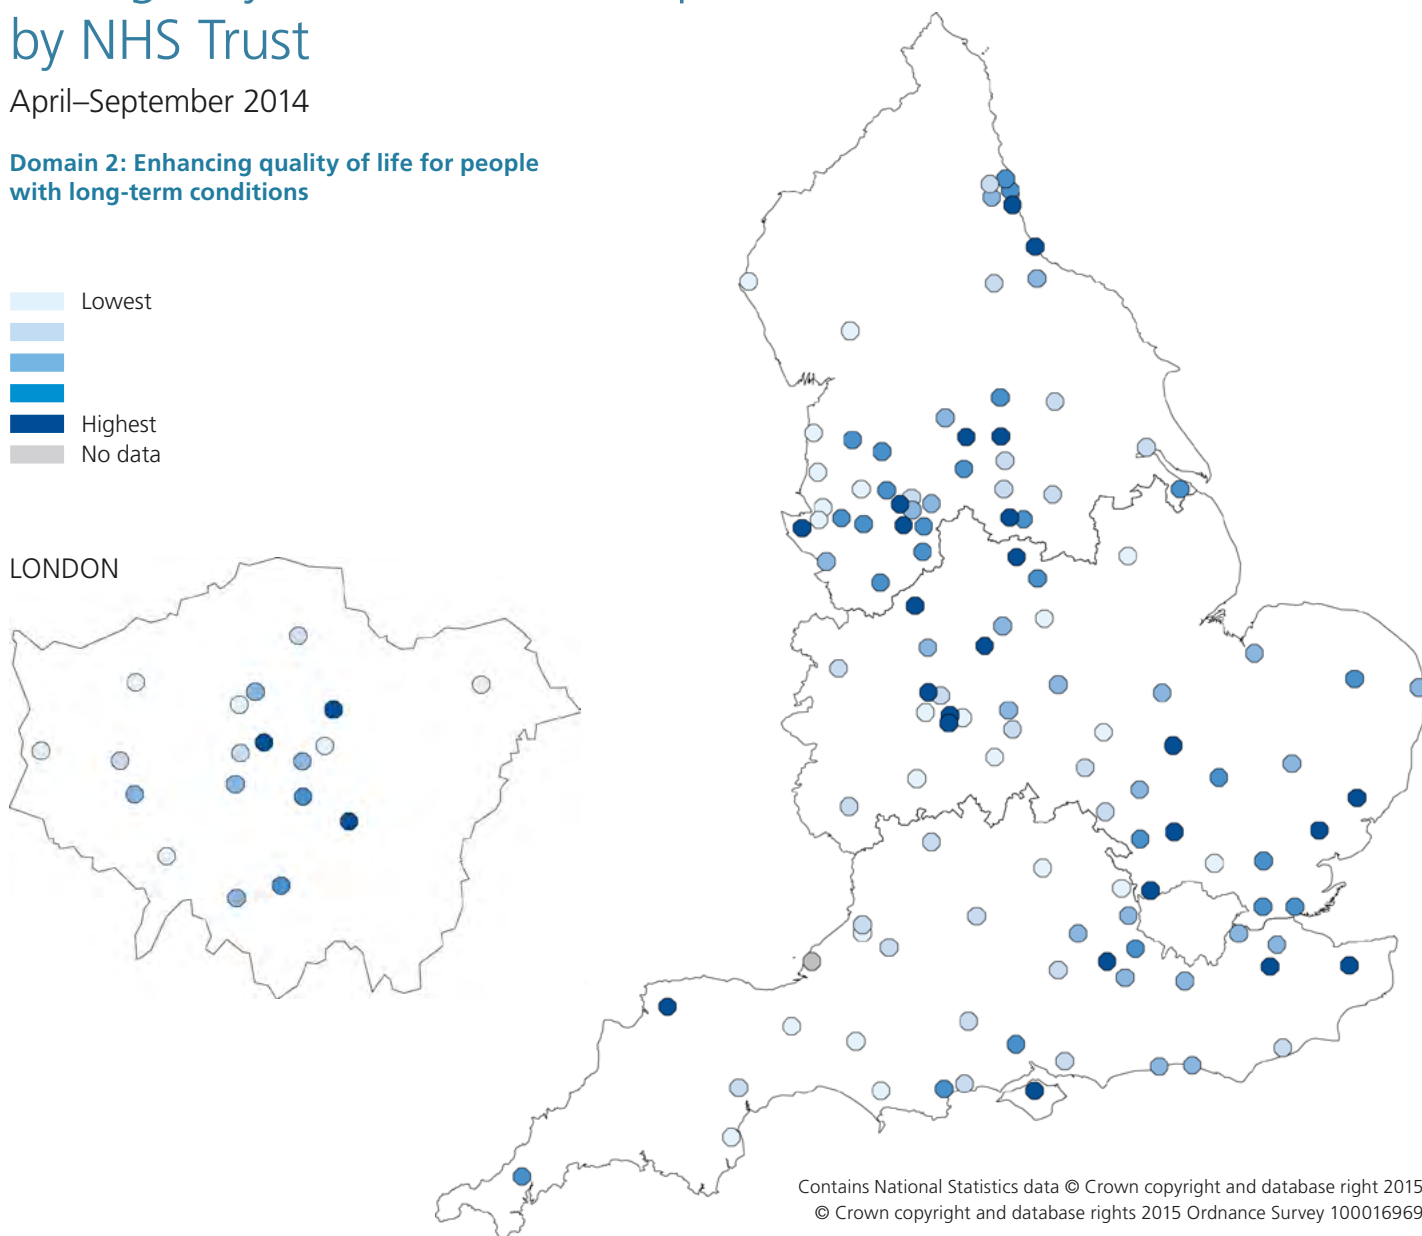 by NHS Trust
April–September 2014
Domain 2: Enhancing quality of life for people
with long-term conditions
Lowest
Highest
No data
LONDON
Contains National Statistics data © Crown copyright and database right 2015
© Crown copyright and database rights 2015 Ordnance Survey 100016969